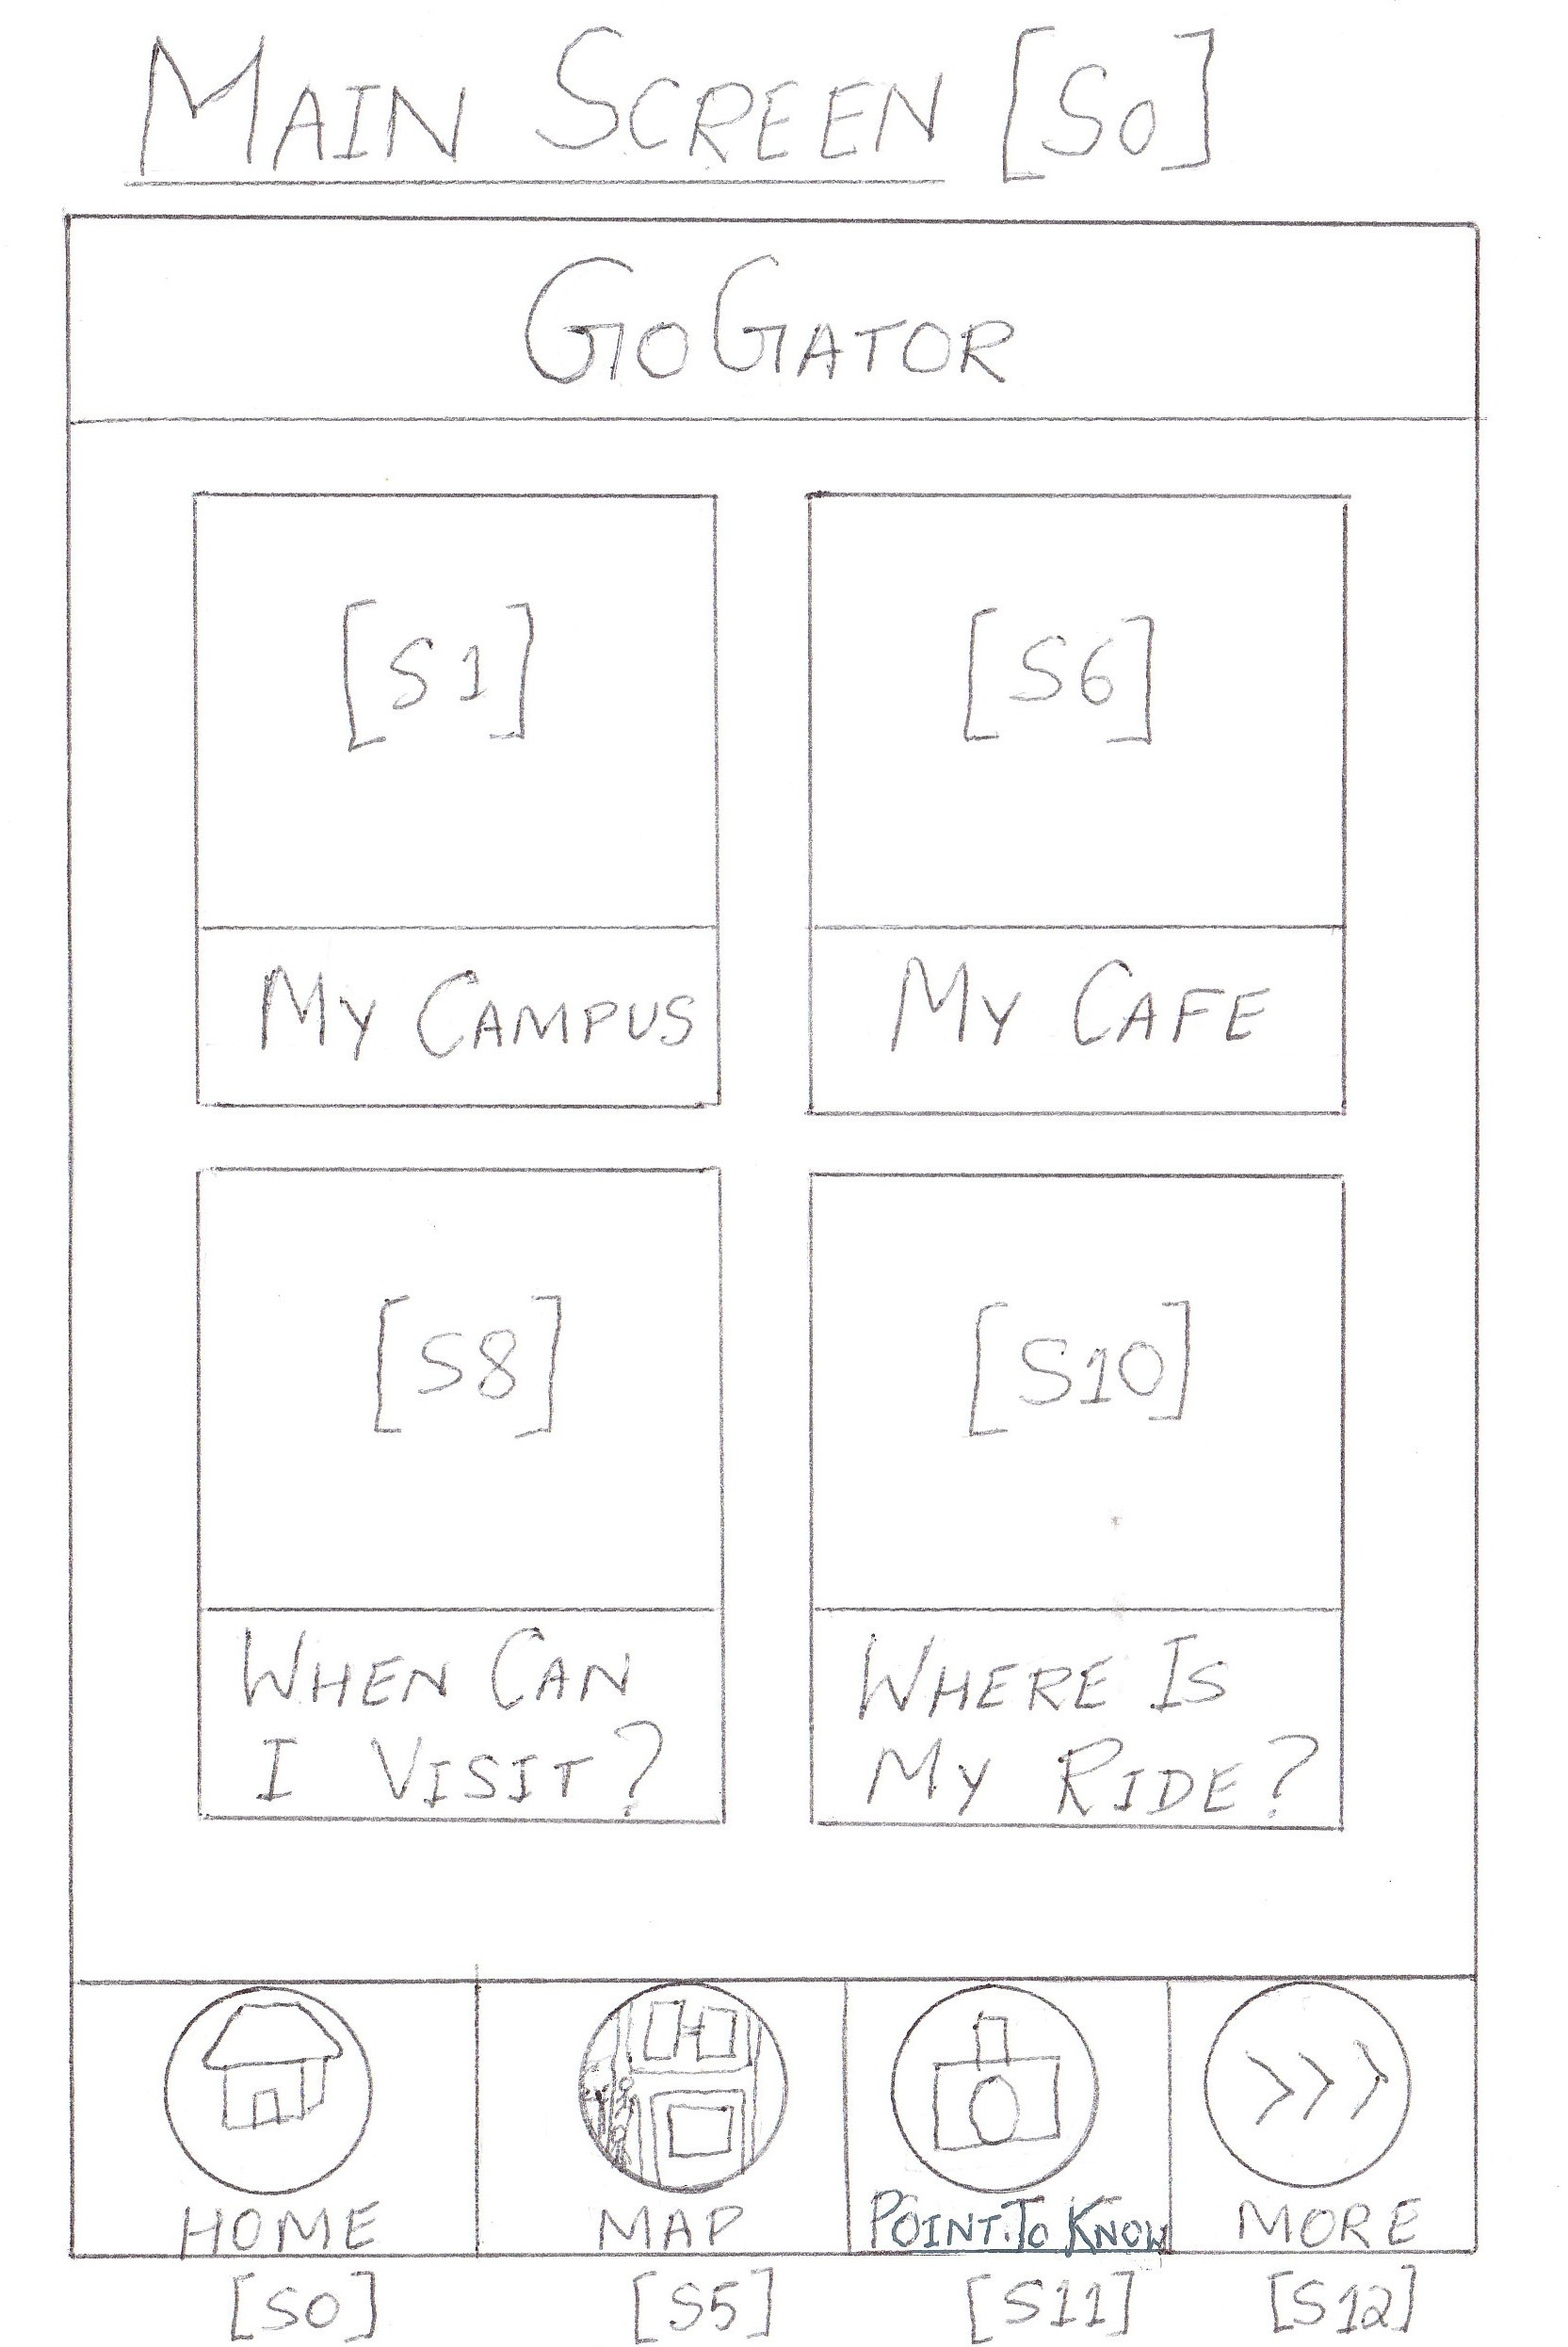 MAIN SCREEN [S0]
GOGATOR
[S1] [S6]
MY CAMPUS MY CAFE
[S8] [S10]
WHEN CAN WHERE IS
I VISIT? MY RIDE?
HOME MAP POINT TO KNOW MORE
[S0] [S5] [S11] [S12]